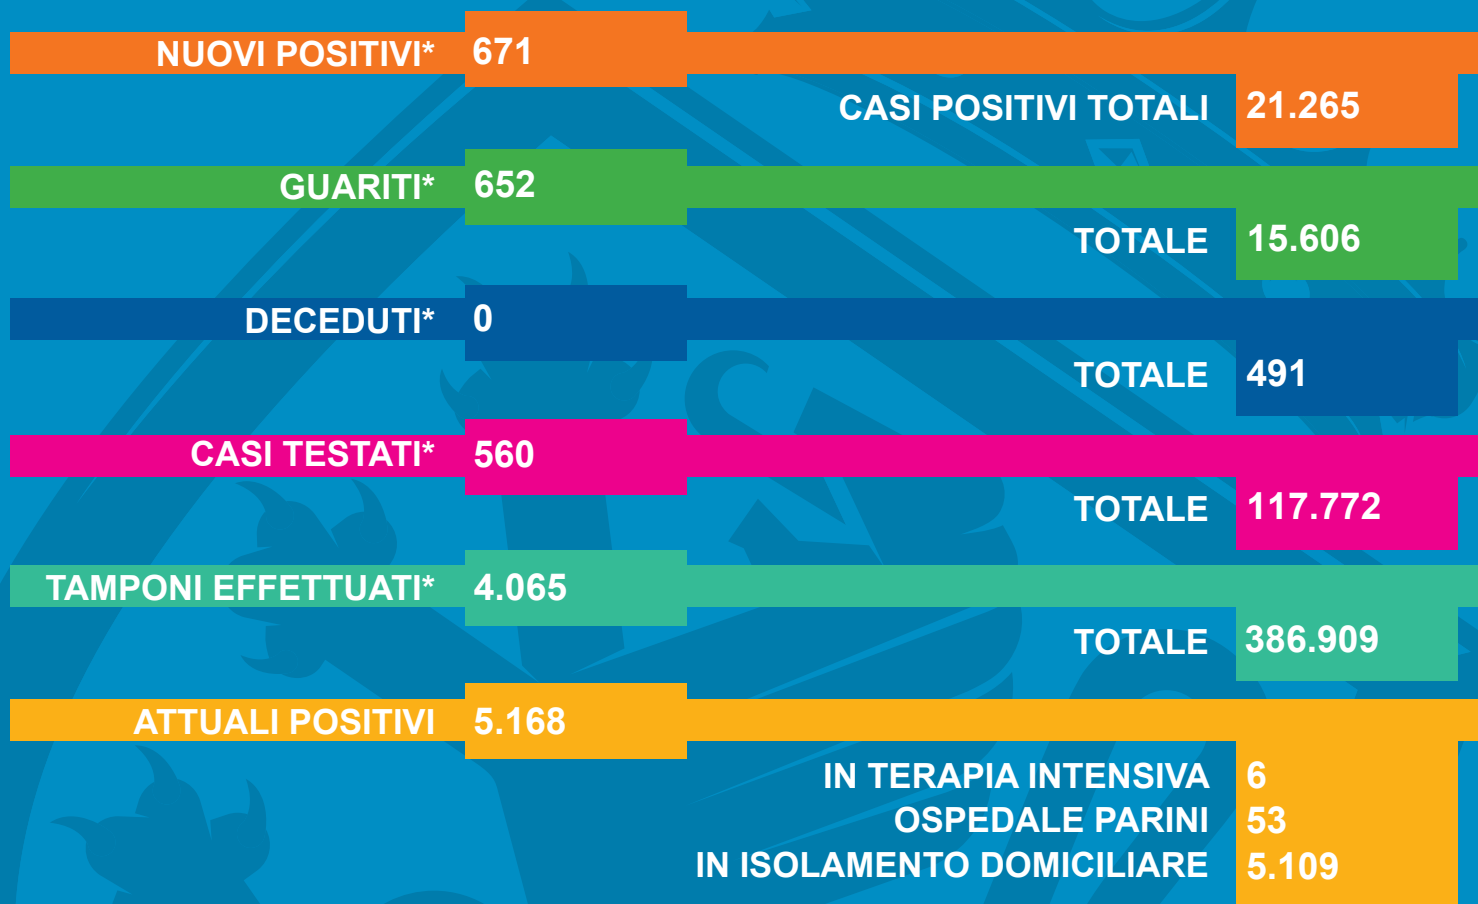 NUOVI POSITIVI* 671
CASI POSITIVI TOTALI 21.265
GUARITI* 652
TOTALE 15.606
DECEDUTI* 0
TOTALE 491
CASI TESTATI* 560
TOTALE 117.772
TAMPONI EFFETTUATI* 4.065
TOTALE 386.909
ATTUALI POSITIVI 5.168
IN TERAPIA INTENSIVA 6
OSPEDALE PARINI 53
IN ISOLAMENTO DOMICILIARE 5.109